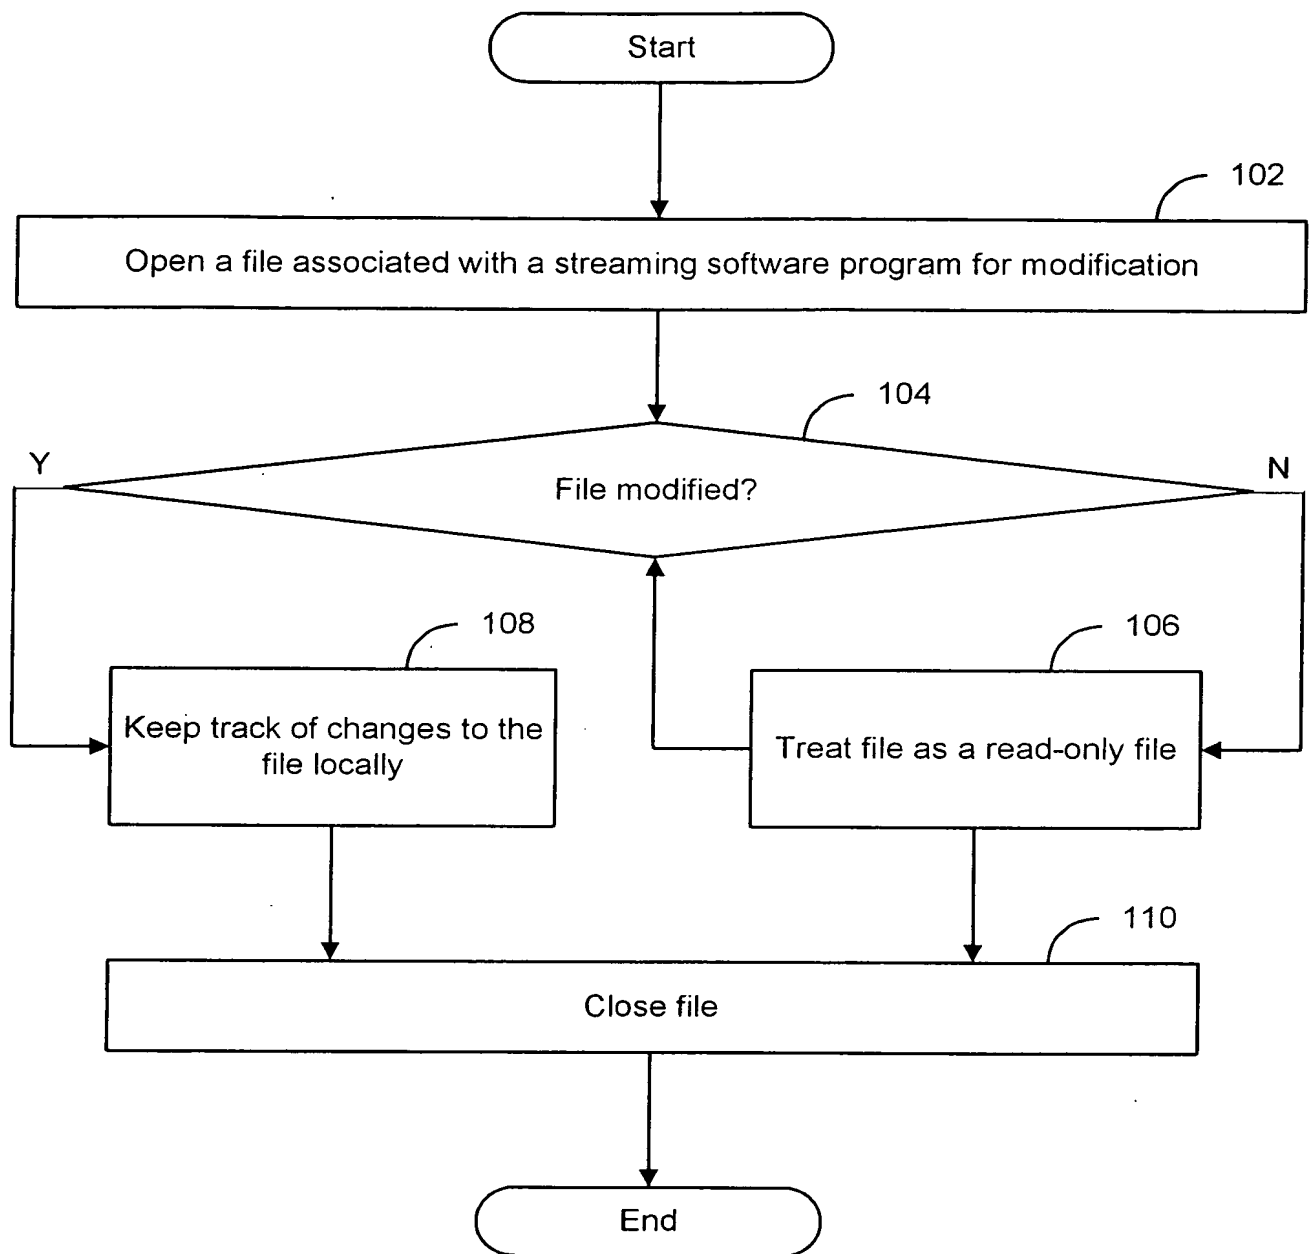 Start
102
Open a file associated with a streaming software program for modification
104
Y
N
File modified?
108
106
Keep track of changes to the
file locally
Treat file as a read-only file
110
Close file
End